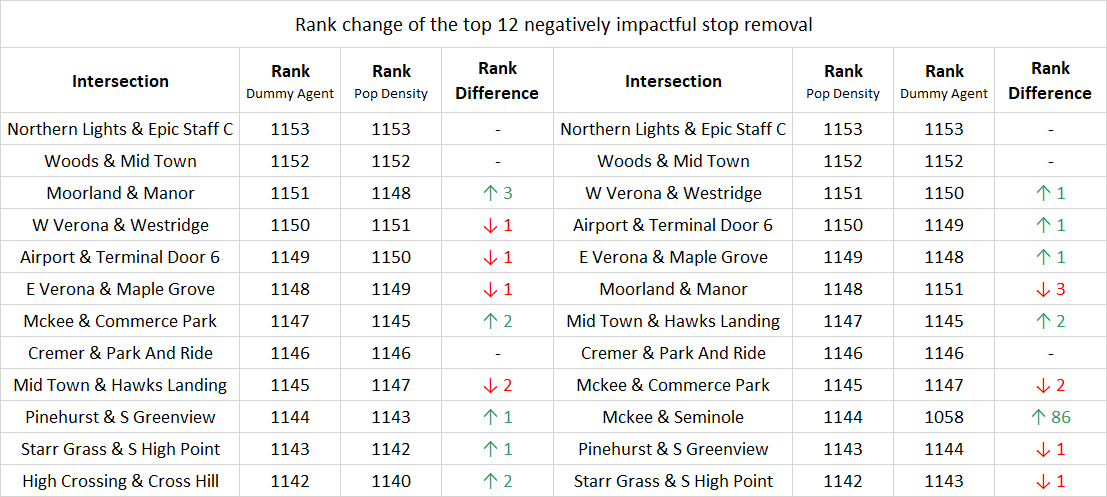 Rank change of the top 12 negatively impactful stop removal
Intersection Rank Dummy Agent Rank Pop Density Rank Difference Intersection Rank Pop Density Rank Dummy Agent Rank Difference
Northern Lights & Epic Staff C 1153 1153 - Northern Lights & Epic Staff C 1153 1153 -
Woods & Mid Town 1152 1152 - Woods & Mid Town 1152 1152 -
Moorland & Manor 1151 1148 ↑ 3 W Verona & Westridge 1151 1150 ↑ 1
W Verona & Westridge 1150 1151 ↓ 1 Airport & Terminal Door 6 1150 1149 ↑ 1
Airport & Terminal Door 6 1149 1150 ↓ 1 E Verona & Maple Grove 1149 1148 ↑ 1
E Verona & Maple Grove 1148 1149 ↓ 1 Moorland & Manor 1148 1151 ↓ 3
Mckee & Commerce Park 1147 1145 ↑ 2 Mid Town & Hawks Landing 1147 1145 ↑ 2
Cremer & Park And Ride 1146 1146 - Cremer & Park And Ride 1146 1146 -
Mid Town & Hawks Landing 1145 1147 ↓ 2 Mckee & Commerce Park 1145 1147 ↓ 2
Pinehurst & S Greenview 1144 1143 ↑ 1 Mckee & Seminole 1144 1058 ↑ 86
Starr Grass & S High Point 1143 1142 ↑ 1 Pinehurst & S Greenview 1143 1144 ↓ 1
High Crossing & Cross Hill 1142 1140 ↑ 2 Starr Grass & S High Point 1142 1143 ↓ 1